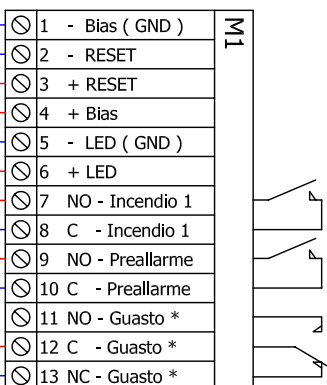 1 - Bias ( GND )
2 - RESET
3 + RESET
4 + Bias
5 - LED ( GND )
6 + LED
7 NO - Incendio 1
8 C - Incendio 1
9 NO - Preallarme
10 C - Preallarme
11 NO - Guasto *
12 C - Guasto *
13 NC - Guasto *
M1